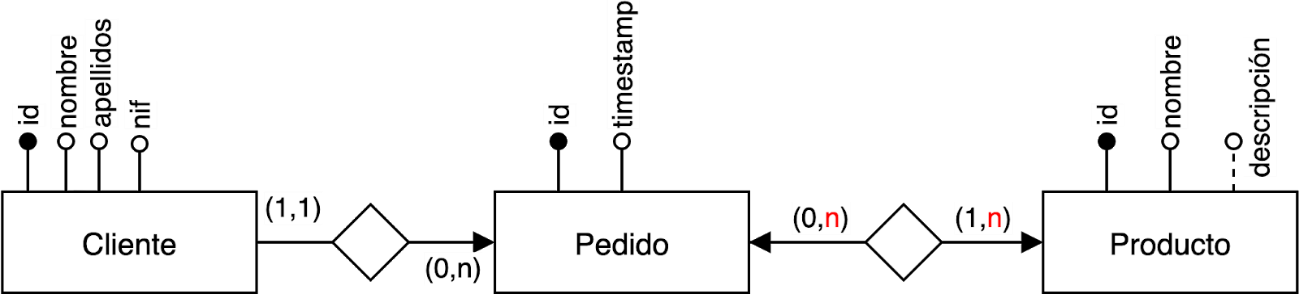 id
nombre
apellidos
nif
id
timestamp
id
nombre
descripción
(1,1)
(0,n)
(0,n)
(1,n)
Cliente
Pedido
Producto